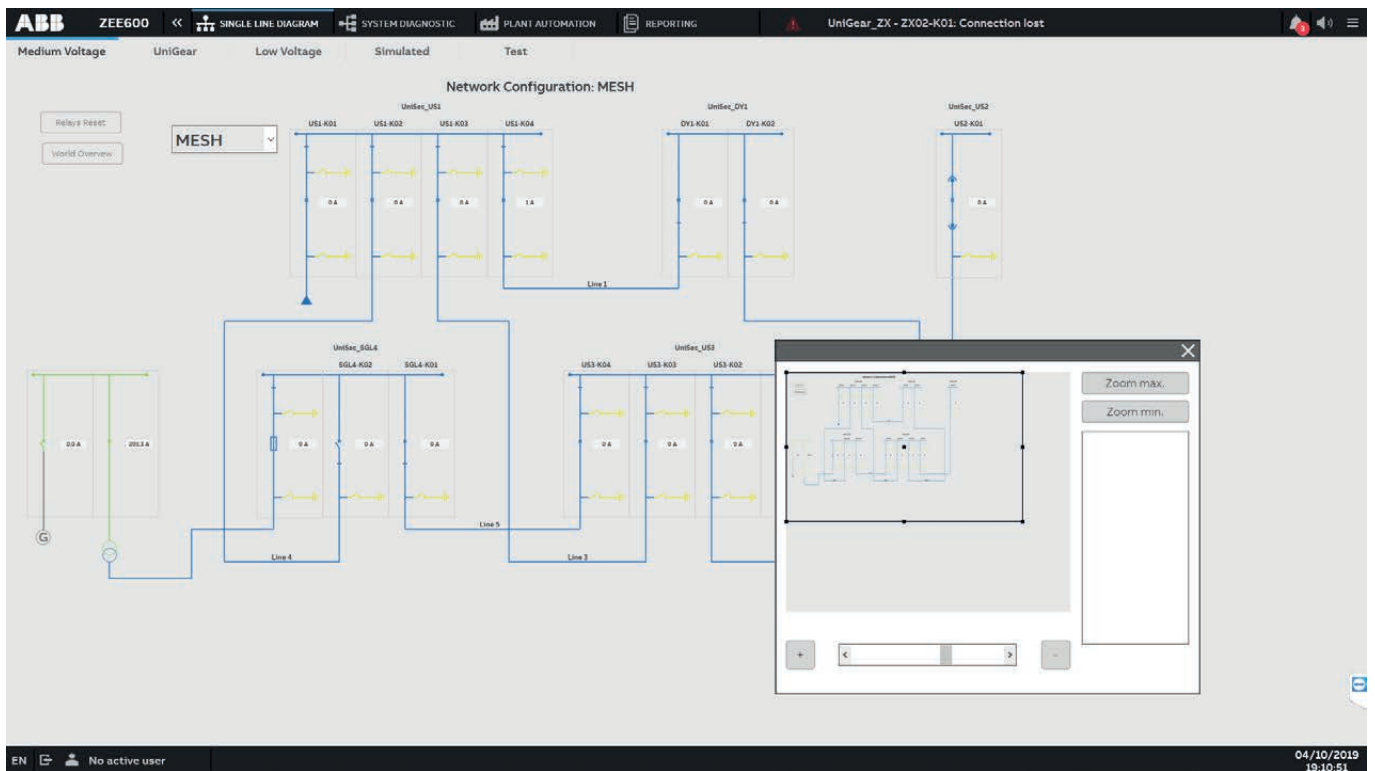 ABB ZEE600 « SINGLE LINE DIAGRAM SYSTEM DIAGNOSTIC PLANT AUTOMATION REPORTING UniGear_ZX - ZX02-K01: Connection lost
Medium Voltage UniGear Low Voltage Simulated Test
Network Configuration: MESH
UniSec_US1 UniSec_DY1 UniSec_US2
Relays Reset
US1-K01 US1-K02 US1-K03 US1-K04 DY1-K01 DY1-K02 US2-K01
MESH
World Overview
0 A 0 A 0 A 1 A 0 A 0 A 0 A
Line 1
UniSec_SGL4 UniSec_US3
SGL4-K02 SGL4-K01 US3-K04 US3-K03 US3-K02
Zoom max.
Zoom min.
0.0 A 0 A 0 A 0 A 0 A 0 A 0 A
Line 5
G
Line 4 Line 3
+ < > -
EN No active user
04/10/2019
19:10:51